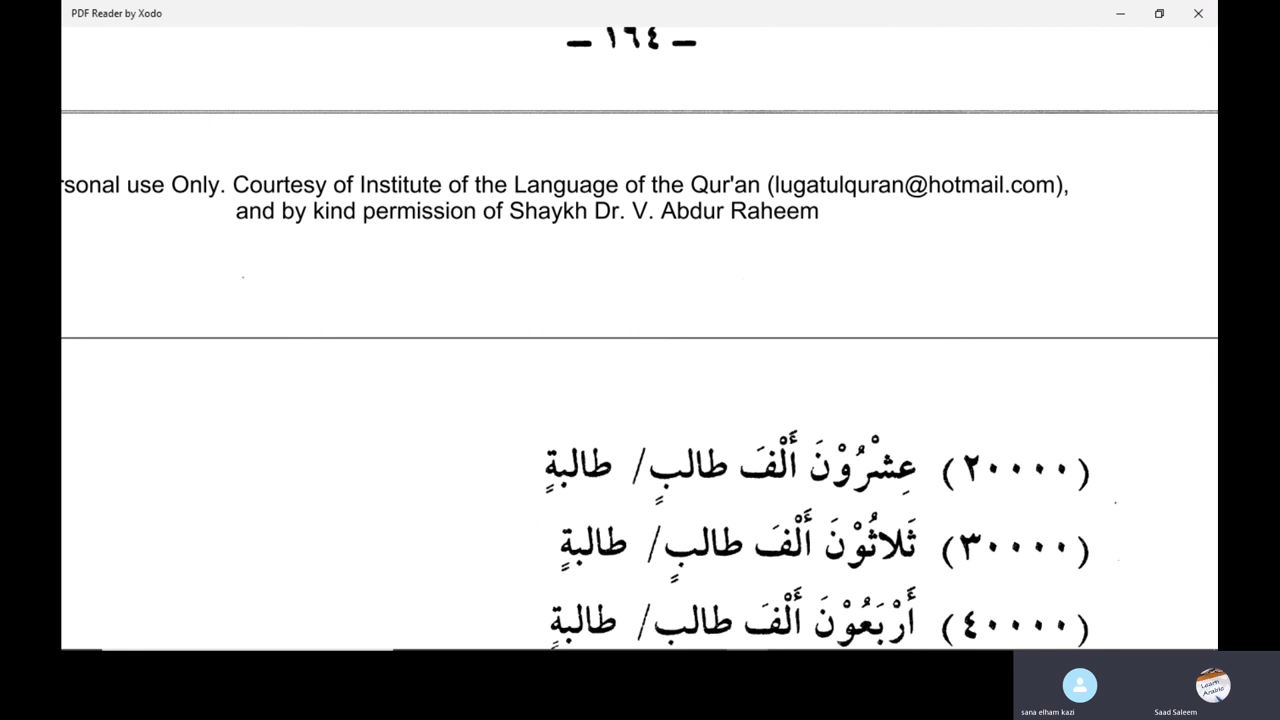 PDF Reader by Xodo
— ١٦٤ —
rsonal use Only. Courtesy of Institute of the Language of the Qur'an (lugatulquran@hotmail.com),
and by kind permission of Shaykh Dr. V. Abdur Raheem
(٢٠٠٠٠) عِشْرُوْنَ أَلْفَ طالبٍ/ طالبةٍ
(٣٠٠٠٠) ثَلاثُوْنَ أَلْفَ طالبٍ/ طالبةٍ
(٤٠٠٠٠) أَرْبَعُوْنَ أَلْفَ طالب/ طالبةٍ
Learn Arabic
sana elham kazi
Saad Saleem